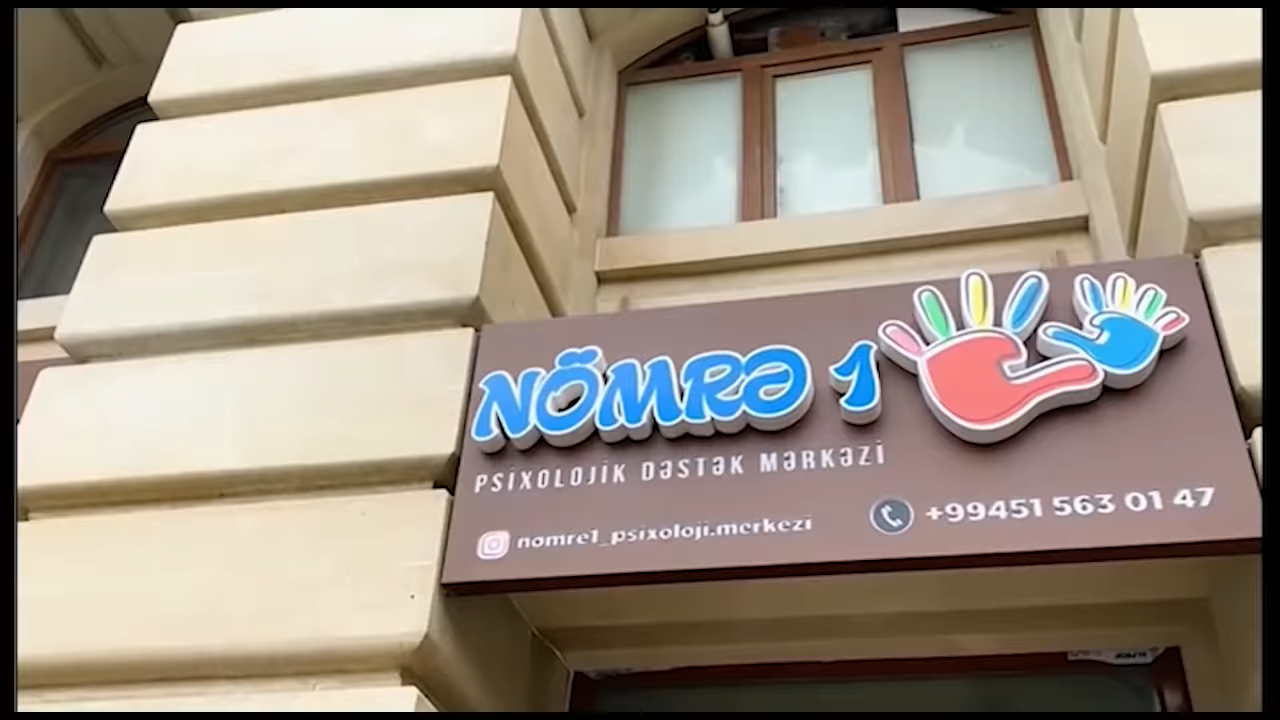 NÖMRƏ 1
PSİXOLOJİK DƏSTƏK MƏRKƏZİ
nomre1_psixoloji.merkezi
+99451 563 01 47